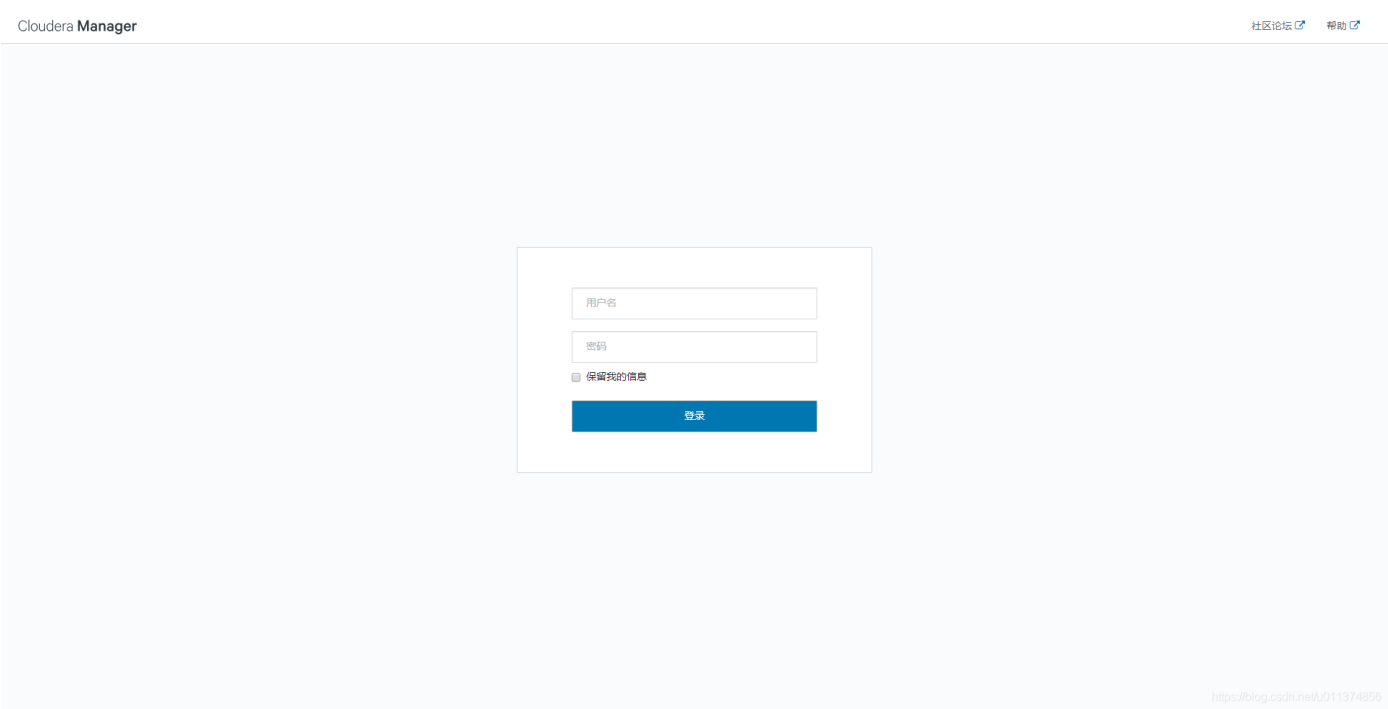 Cloudera Manager
社区论坛 帮助
用户名
密码
保留我的信息
登录
https://blog.csdn.net/u011374856